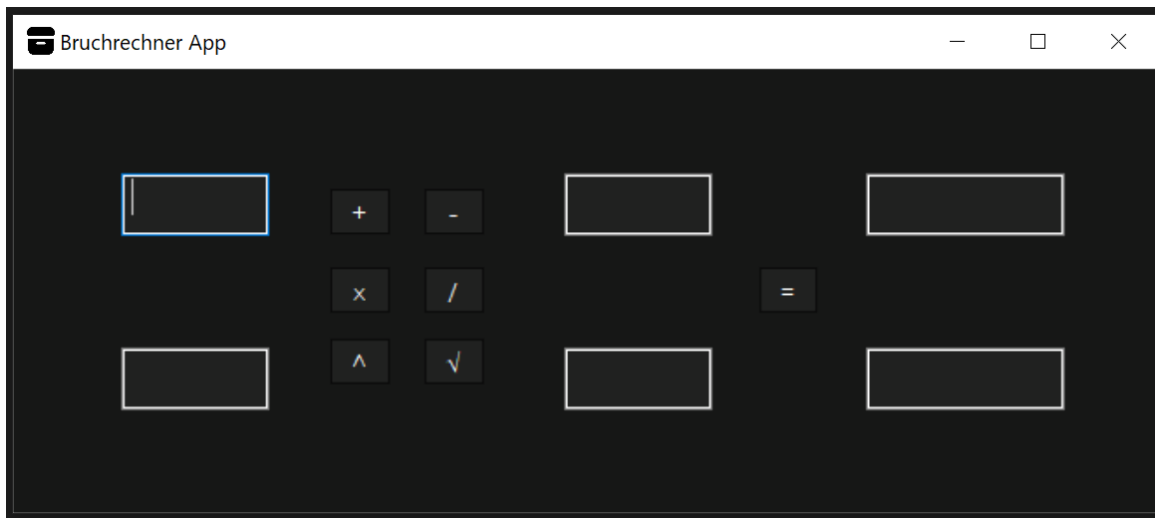 Bruchrechner App
+ -
x / =
^ √